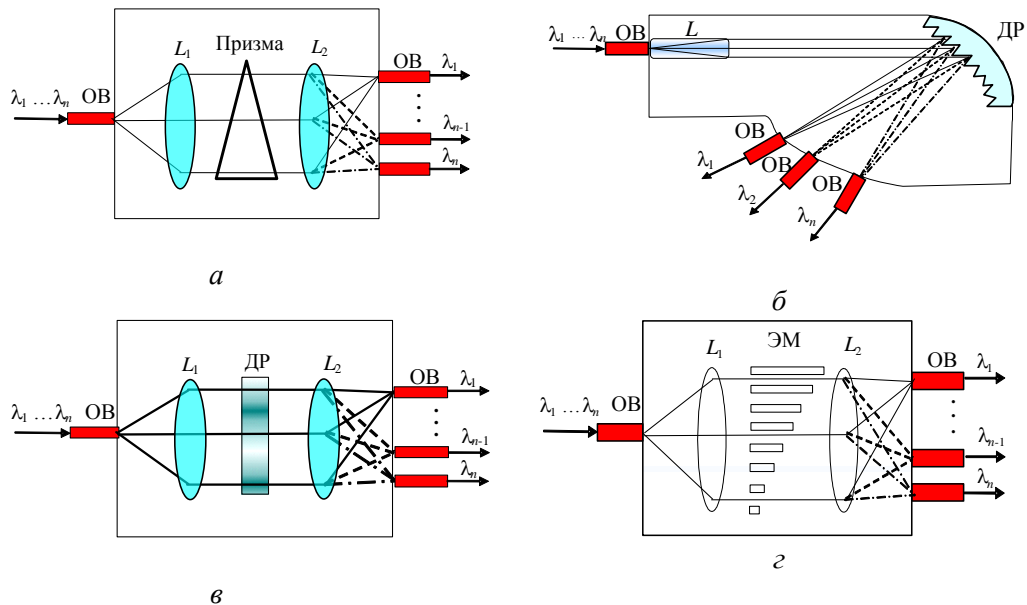 L₁ Призма L₂
λ₁ …λₙ ОВ
ОВ λ₁
λₙ₋₁
λₙ
а
λ₁ … λₙ ОВ L ДР
ОВ
ОВ
ОВ
λ₁
λ₂
λₙ
б
L₁ ДР L₂
λ₁ …λₙ ОВ
ОВ λ₁
λₙ₋₁
λₙ
в
L₁ ЭМ L₂
λ₁ …λₙ ОВ
ОВ λ₁
λₙ₋₁
λₙ
г